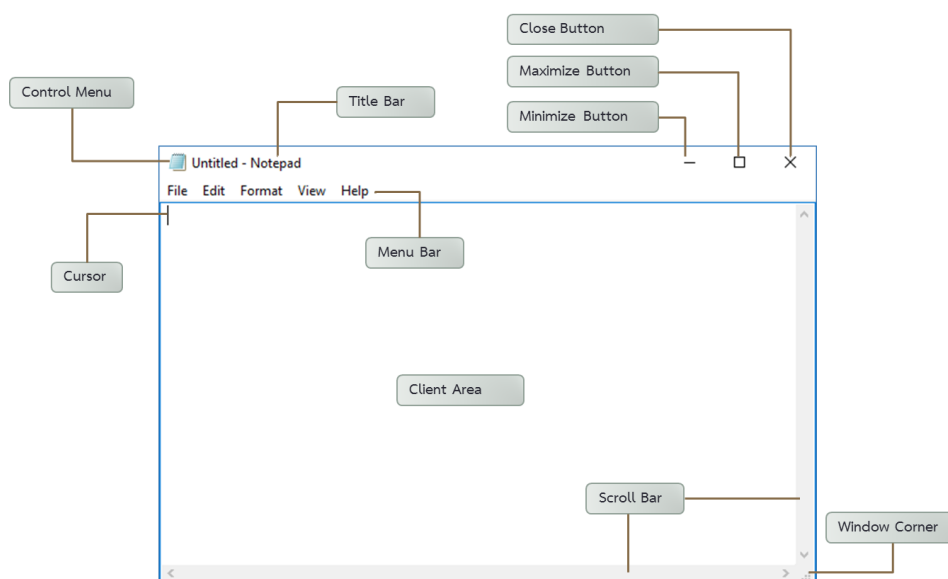 Close Button
Maximize Button
Control Menu
Title Bar
Minimize Button
Untitled - Notepad
File Edit Format View Help
Menu Bar
Cursor
Client Area
Scroll Bar
Window Corner